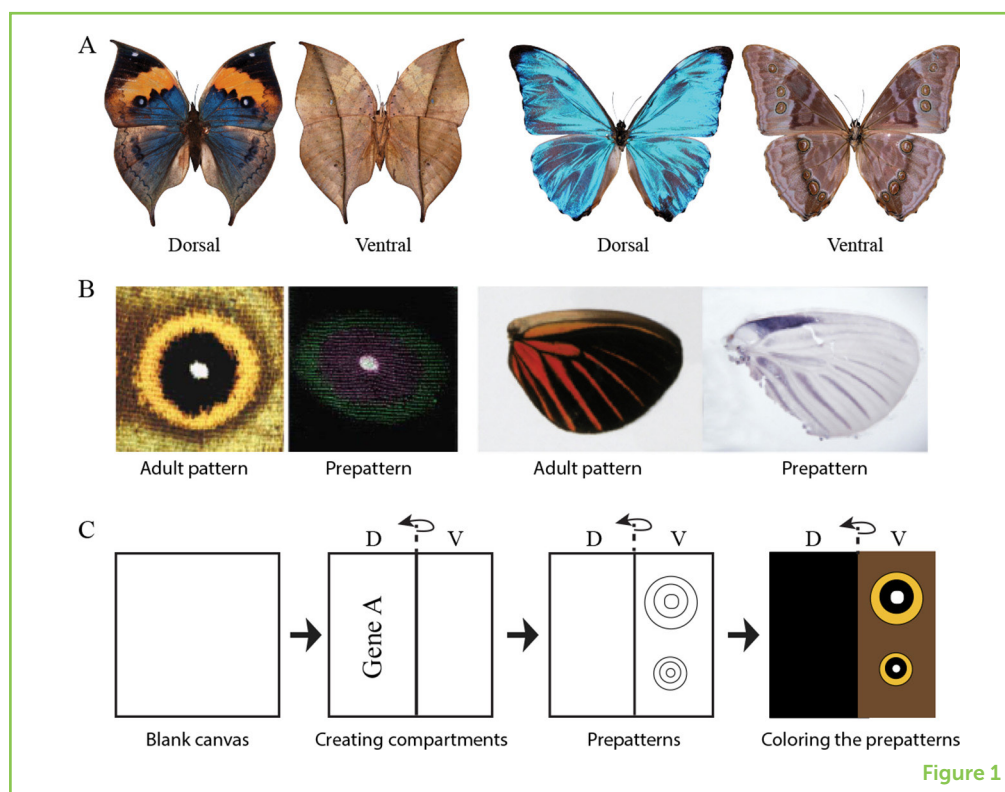 A
Dorsal
Ventral
Dorsal
Ventral
B
Adult pattern
Prepattern
Adult pattern
Prepattern
C
D V
D V
D V
Gene A
Blank canvas
Creating compartments
Prepatterns
Coloring the prepatterns
Figure 1